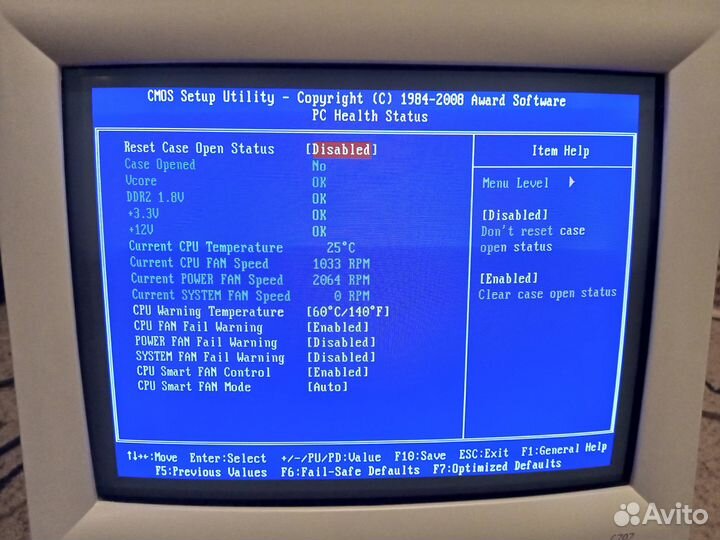 CMOS Setup Utility - Copyright (C) 1984-2008 Award Software
PC Health Status
Reset Case Open Status [Disabled]
Case Opened No
Vcore OK
DDR2 1.8V OK
+3.3V OK
+12V OK
Current CPU Temperature 25°C
Current CPU FAN Speed 1033 RPM
Current POWER FAN Speed 2064 RPM
Current SYSTEM FAN Speed 0 RPM
CPU Warning Temperature [60°C/140°F]
CPU FAN Fail Warning [Enabled]
POWER FAN Fail Warning [Disabled]
SYSTEM FAN Fail Warning [Disabled]
CPU Smart FAN Control [Enabled]
CPU Smart FAN Mode [Auto]
Item Help
Menu Level ▶
[Disabled]
Don't reset case
open status
[Enabled]
Clear case open status
↑↓→←:Move Enter:Select +/-/PU/PD:Value F10:Save ESC:Exit F1:General Help
F5:Previous Values F6:Fail-Safe Defaults F7:Optimized Defaults
Avito